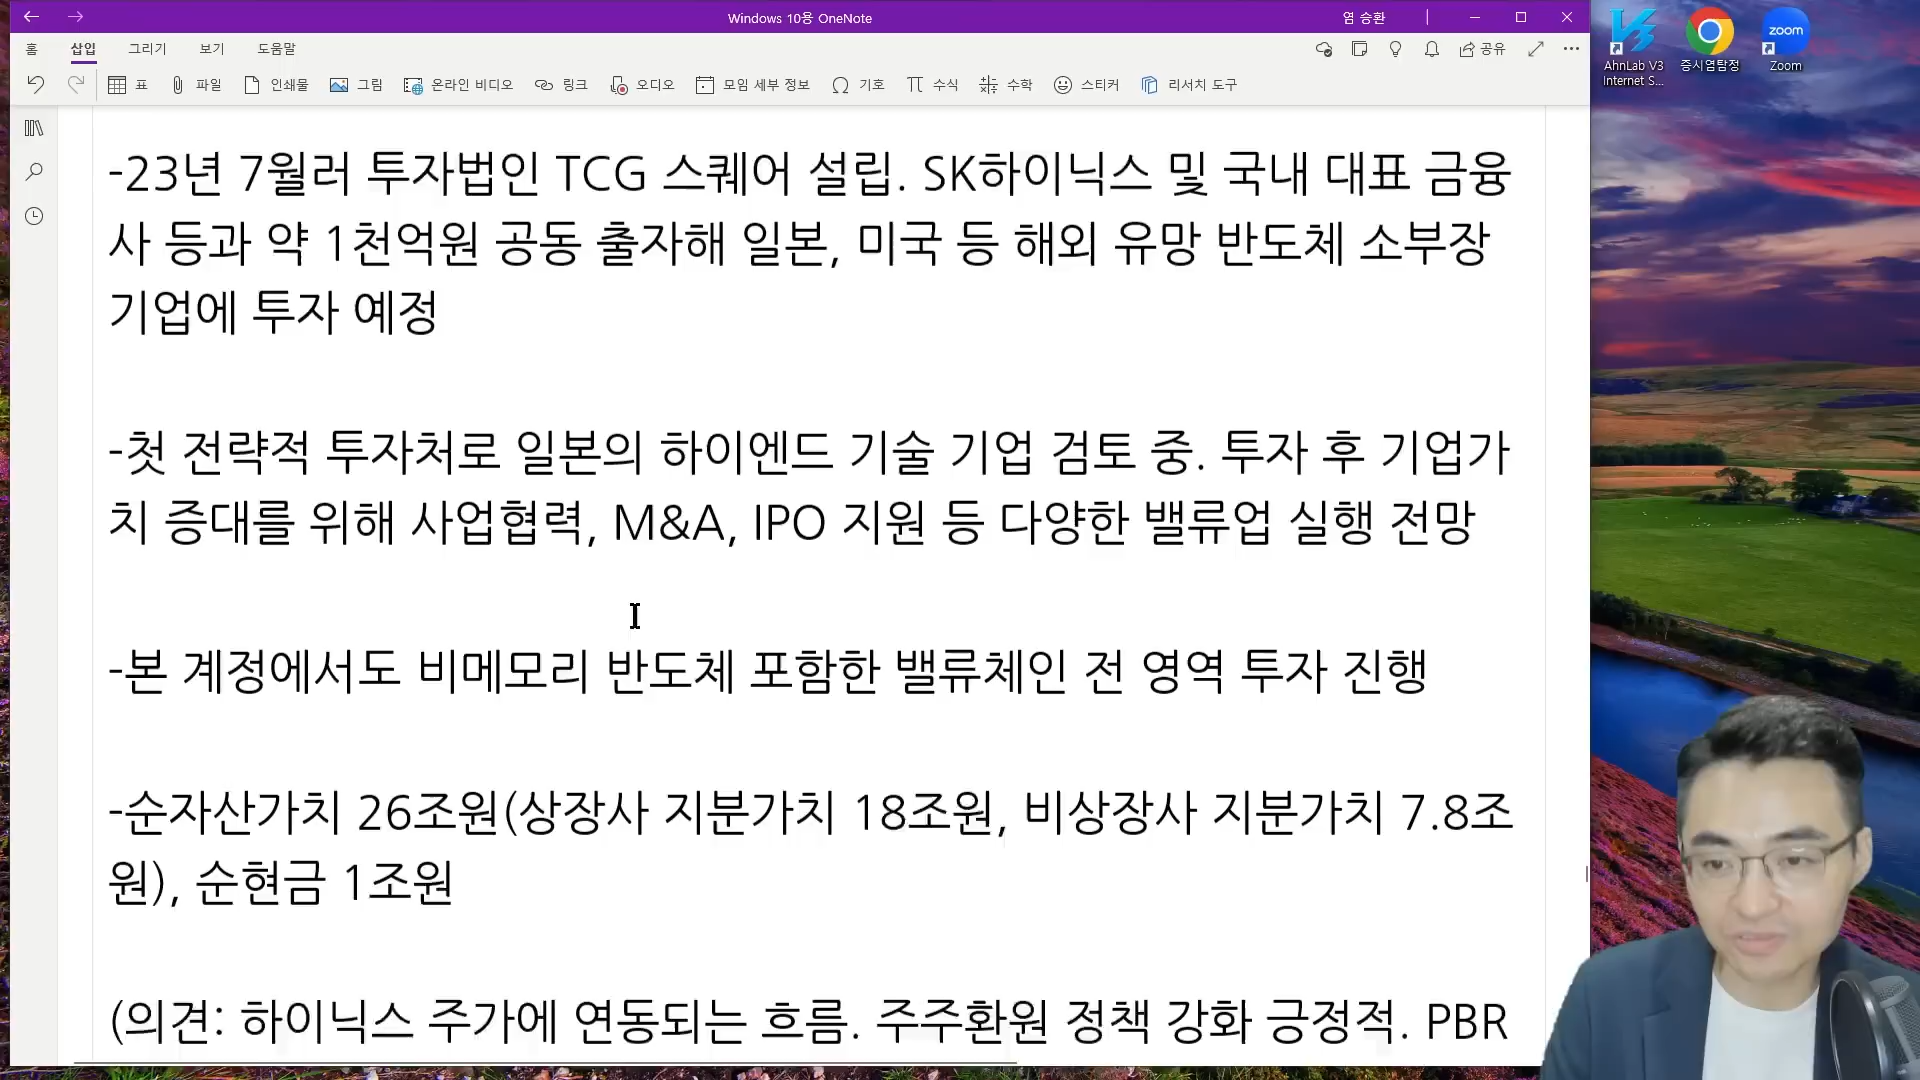 Windows 10용 OneNote
염 승환
홈 삽입 그리기 보기 도움말
공유
표 파일 인쇄물 그림 온라인 비디오 링크 오디오 모임 세부 정보 기호 수식 수학 스티커 리서치 도구
-23년 7월러 투자법인 TCG 스퀘어 설립. SK하이닉스 및 국내 대표 금융
사 등과 약 1천억원 공동 출자해 일본, 미국 등 해외 유망 반도체 소부장
기업에 투자 예정
-첫 전략적 투자처로 일본의 하이엔드 기술 기업 검토 중. 투자 후 기업가
치 증대를 위해 사업협력, M&A, IPO 지원 등 다양한 밸류업 실행 전망
-본 계정에서도 비메모리 반도체 포함한 밸류체인 전 영역 투자 진행
-순자산가치 26조원(상장사 지분가치 18조원, 비상장사 지분가치 7.8조
원), 순현금 1조원
(의견: 하이닉스 주가에 연동되는 흐름. 주주환원 정책 강화 긍정적. PBR
AhnLab V3
Internet S...
증시염탐정
zoom
Zoom